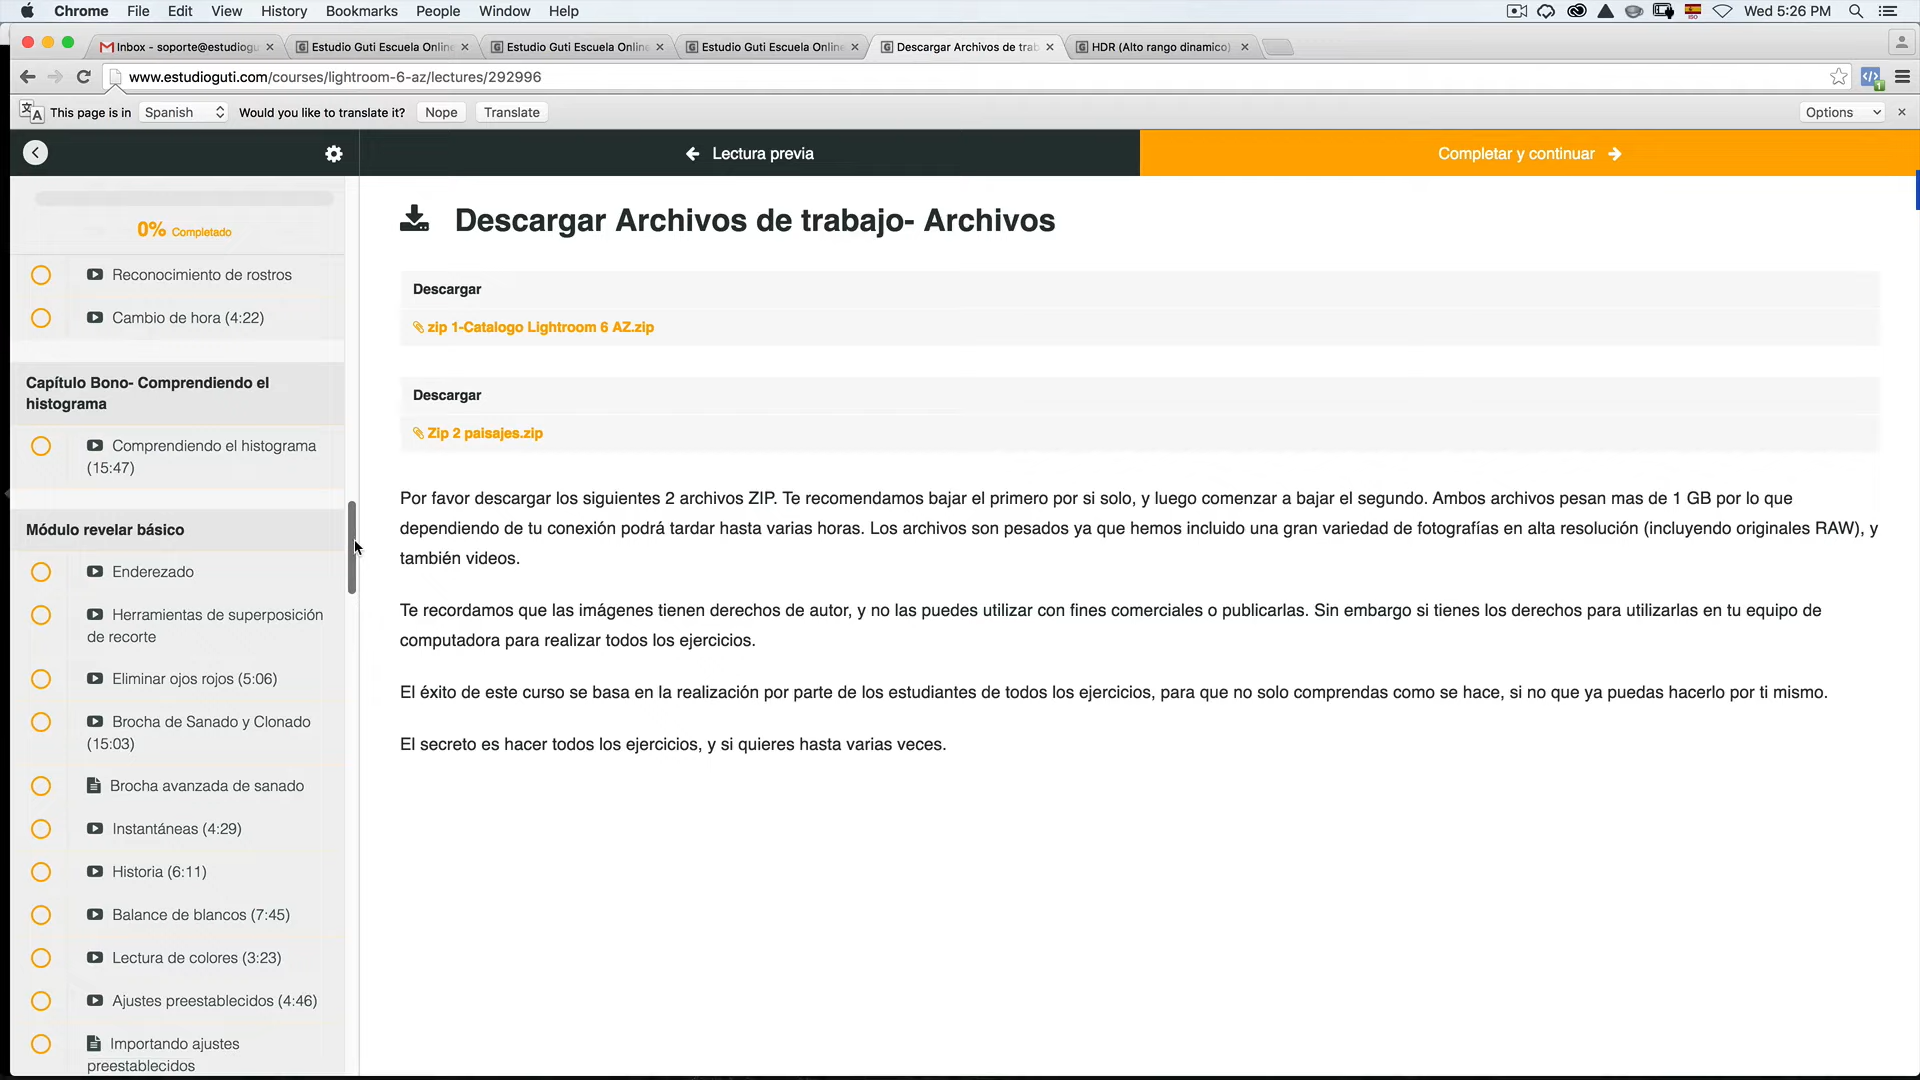 Chrome File Edit View History Bookmarks People Window Help
ISO Wed 5:26 PM
Inbox - soporte@estudiogu
Estudio Guti Escuela Online
Estudio Guti Escuela Online
Estudio Guti Escuela Online
Descargar Archivos de trab
HDR (Alto rango dinamico)
www.estudioguti.com/courses/lightroom-6-az/lectures/292996
This page is in Spanish Would you like to translate it? Nope Translate Options
Lectura previa
Completar y continuar
0% Completado
Reconocimiento de rostros
Cambio de hora (4:22)
Capítulo Bono- Comprendiendo el
histograma
Comprendiendo el histograma
(15:47)
Módulo revelar básico
Enderezado
Herramientas de superposición
de recorte
Eliminar ojos rojos (5:06)
Brocha de Sanado y Clonado
(15:03)
Brocha avanzada de sanado
Instantáneas (4:29)
Historia (6:11)
Balance de blancos (7:45)
Lectura de colores (3:23)
Ajustes preestablecidos (4:46)
Importando ajustes
preestablecidos
Descargar Archivos de trabajo- Archivos
Descargar
zip 1-Catalogo Lightroom 6 AZ.zip
Descargar
Zip 2 paisajes.zip
Por favor descargar los siguientes 2 archivos ZIP. Te recomendamos bajar el primero por si solo, y luego comenzar a bajar el segundo. Ambos archivos pesan mas de 1 GB por lo que
dependiendo de tu conexión podrá tardar hasta varias horas. Los archivos son pesados ya que hemos incluido una gran variedad de fotografías en alta resolución (incluyendo originales RAW), y
también videos.
Te recordamos que las imágenes tienen derechos de autor, y no las puedes utilizar con fines comerciales o publicarlas. Sin embargo si tienes los derechos para utilizarlas en tu equipo de
computadora para realizar todos los ejercicios.
El éxito de este curso se basa en la realización por parte de los estudiantes de todos los ejercicios, para que no solo comprendas como se hace, si no que ya puedas hacerlo por ti mismo.
El secreto es hacer todos los ejercicios, y si quieres hasta varias veces.